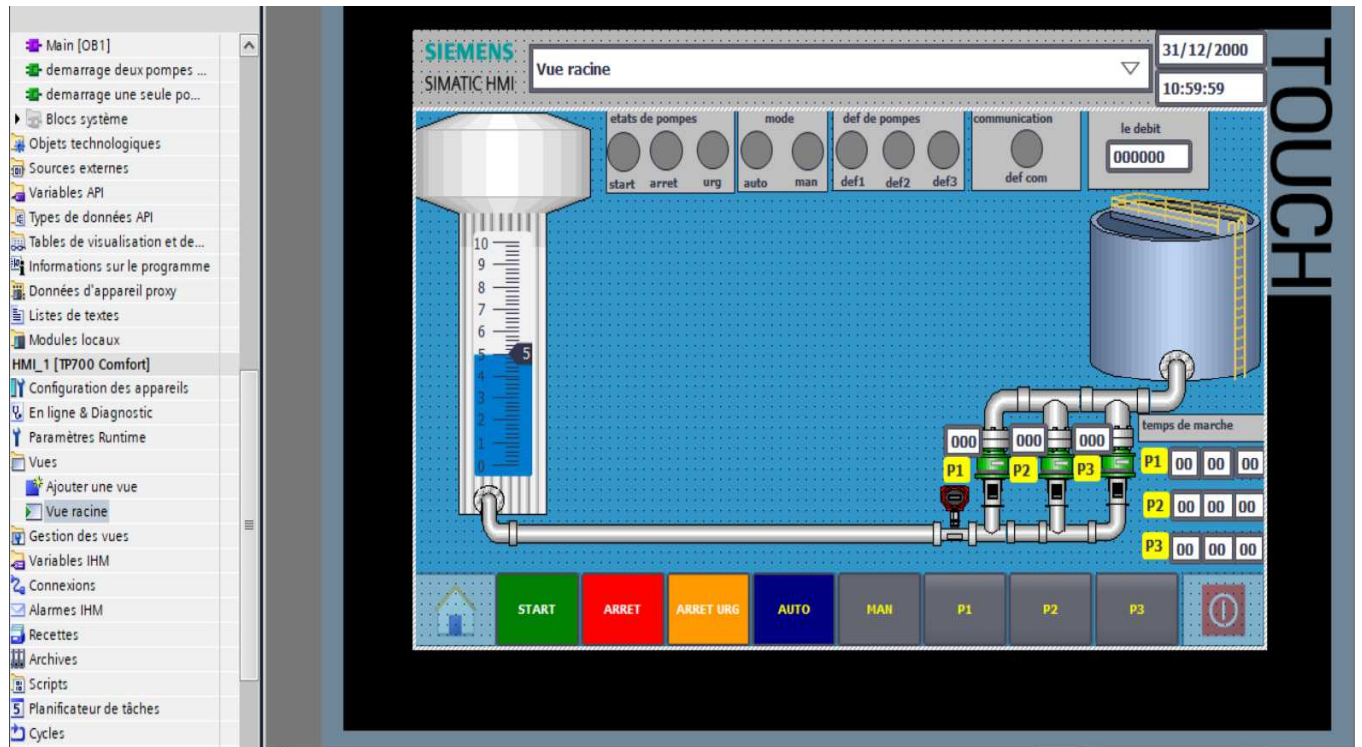 Main [OB1]
demarrage deux pompes ...
demarrage une seule po...
Blocs système
Objets technologiques
Sources externes
Variables API
Types de données API
Tables de visualisation et de...
Informations sur le programme
Données d'appareil proxy
Listes de textes
Modules locaux
HMI_1 [TP700 Comfort]
Configuration des appareils
En ligne & Diagnostic
Paramètres Runtime
Vues
Ajouter une vue
Vue racine
Gestion des vues
Variables IHM
Connexions
Alarmes IHM
Recettes
Archives
Scripts
Planificateur de tâches
Cycles
SIEMENS
SIMATIC HMI
Vue racine
31/12/2000
10:59:59
TOUCH
etats de pompes
start arret urg
mode
auto man
def de pompes
def1 def2 def3
communication
def com
le debit
000000
10
9
8
7
6
5
5
4
3
2
1
0
000 000 000
P1 P2 P3
temps de marche
P1 00 00 00
P2 00 00 00
P3 00 00 00
START ARRET ARRET URG AUTO MAN P1 P2 P3